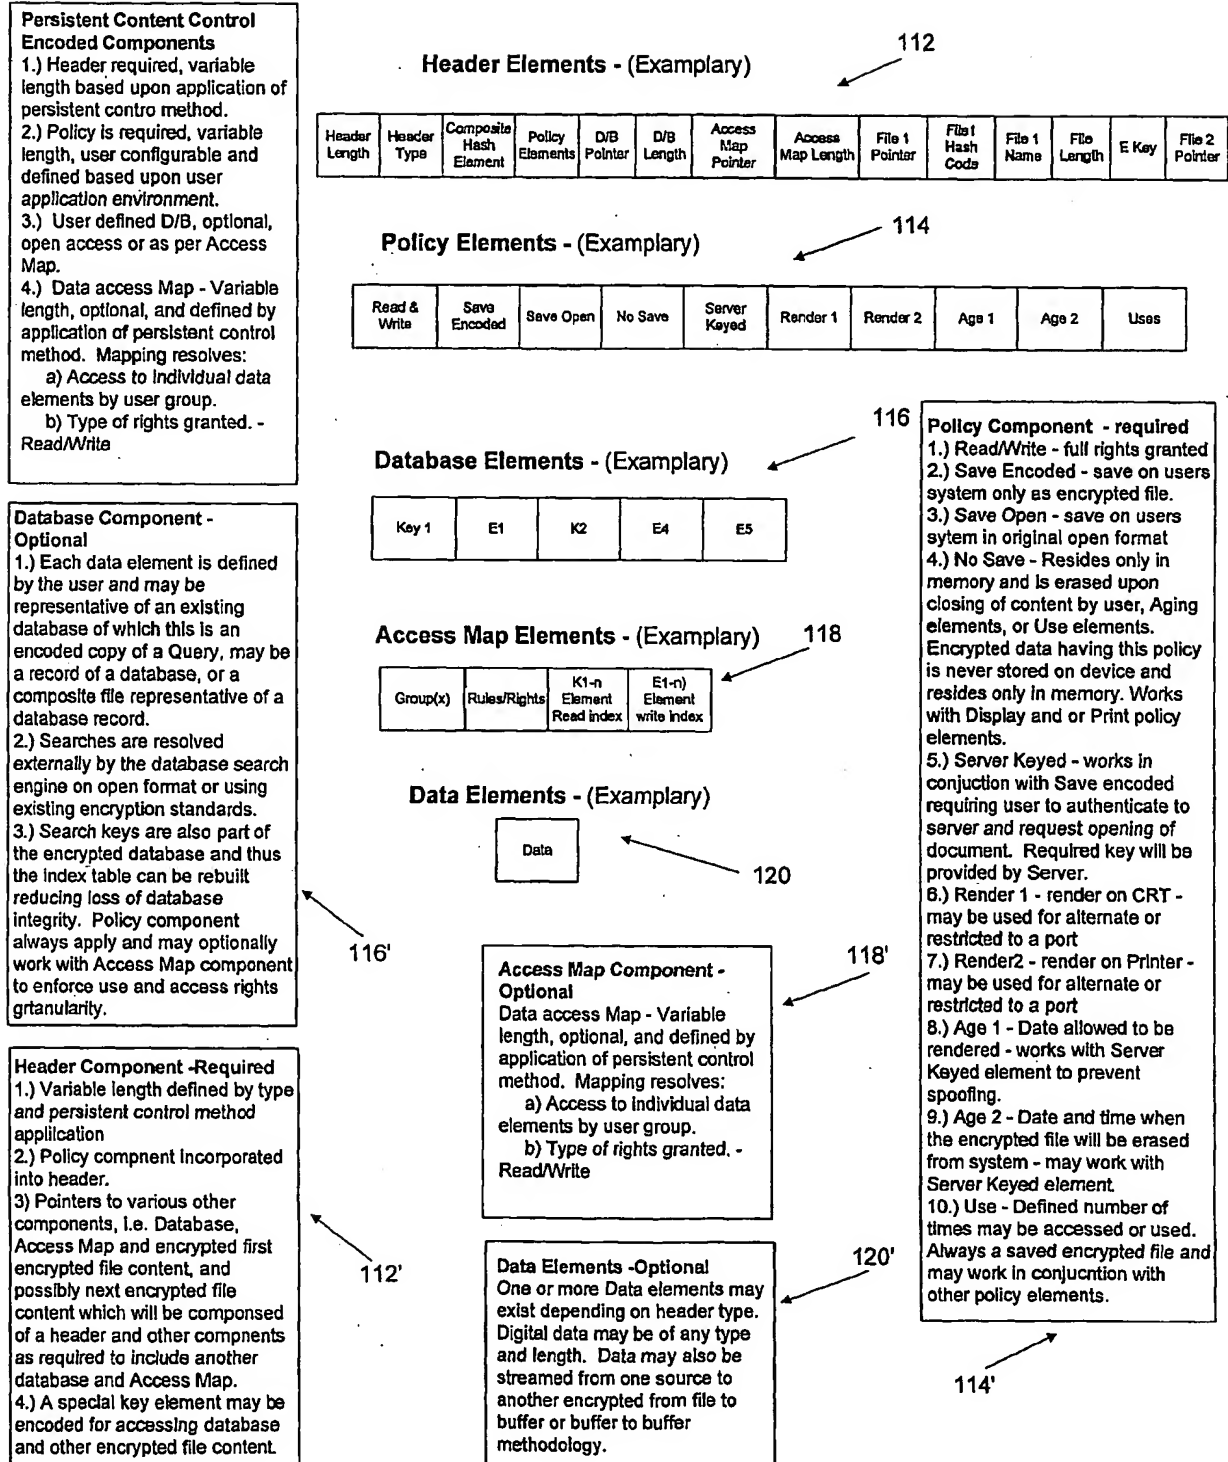 Persistent Content Control
Encoded Components
1.) Header required, variable
length based upon application of
persistent contro method.
2.) Policy is required, variable
length, user configurable and
defined based upon user
application environment.
3.) User defined D/B, optional,
open access or as per Access
Map.
4.) Data access Map - Variable
length, optional, and defined by
application of persistent control
method. Mapping resolves:
a) Access to individual data
elements by user group.
b) Type of rights granted. -
Read/Write
Database Component -
Optional
1.) Each data element is defined
by the user and may be
representative of an existing
database of which this is an
encoded copy of a Query, may be
a record of a database, or a
composite file representative of a
database record.
2.) Searches are resolved
externally by the database search
engine on open format or using
existing encryption standards.
3.) Search keys are also part of
the encrypted database and thus
the index table can be rebuilt
reducing loss of database
integrity. Policy component
always apply and may optionally
work with Access Map component
to enforce use and access rights
grtanularity.
116'
Header Component -Required
1.) Variable length defined by type
and persistent control method
appllcation
2.) Policy compnent Incorporated
into header.
3) Pointers to various other
components, i.e. Database,
Access Map and encrypted first
encrypted file content, and
possibly next encrypted file
content which will be componsed
of a header and other compnents
as required to include another
database and Access Map.
4.) A special key element may be
encoded for accessing database
and other encrypted file content.
112'
Header Elements - (Examplary)
112
Header Length
Header Type
Composite Hash Element
Policy Elements
D/B Pointer
D/B Length
Access Map Pointer
Access Map Length
File 1 Pointer
File1 Hash Code
File 1 Name
File Length
E Key
File 2 Pointer
Policy Elements - (Examplary)
114
Read & Write
Save Encoded
Save Open
No Save
Server Keyed
Render 1
Render 2
Age 1
Age 2
Uses
Database Elements - (Examplary)
116
Key 1
E1
K2
E4
E5
Access Map Elements - (Examplary)
118
Group(x)
Rules/Rights
K1-n Element Read index
E1-n) Element write index
Data Elements - (Examplary)
Data
120
Access Map Component -
Optional
Data access Map - Variable
length, optional, and defined by
application of persistent control
method. Mapping resolves:
a) Access to individual data
elements by user group.
b) Type of rights granted. -
Read/Write
118'
Data Elements -Optional
One or more Data elements may
exist depending on header type.
Digital data may be of any type
and length. Data may also be
streamed from one source to
another encrypted from file to
buffer or buffer to buffer
methodology.
120'
Policy Component - required
1.) Read/Write - full rights granted
2.) Save Encoded - save on users
system only as encrypted file.
3.) Save Open - save on users
sytem in original open format
4.) No Save - Resides only in
memory and is erased upon
closing of content by user, Aging
elements, or Use elements.
Encrypted data having this policy
is never stored on device and
resides only in memory. Works
with Display and or Print policy
elements.
5.) Server Keyed - works in
conjuction with Save encoded
requiring user to authenticate to
server and request opening of
document. Required key will be
provided by Server.
6.) Render 1 - render on CRT -
may be used for alternate or
restricted to a port
7.) Render2 - render on Printer -
may be used for alternate or
restricted to a port
8.) Age 1 - Date allowed to be
rendered - works with Server
Keyed element to prevent
spoofing.
9.) Age 2 - Date and time when
the encrypted file will be erased
from system - may work with
Server Keyed element.
10.) Use - Defined number of
times may be accessed or used.
Always a saved encrypted file and
may work in conjucntion with
other policy elements.
114'